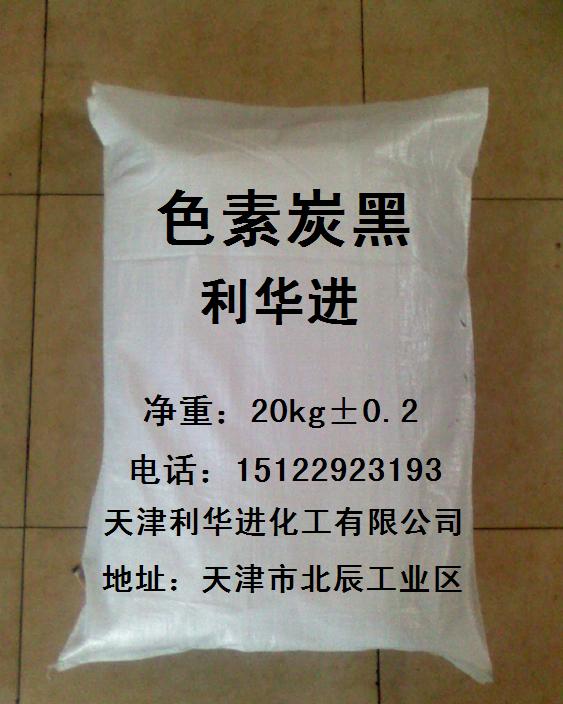 色素炭黑
利华进
净重：20kg±0.2
电话：15122923193
天津利华进化工有限公司
地址：天津市北辰工业区